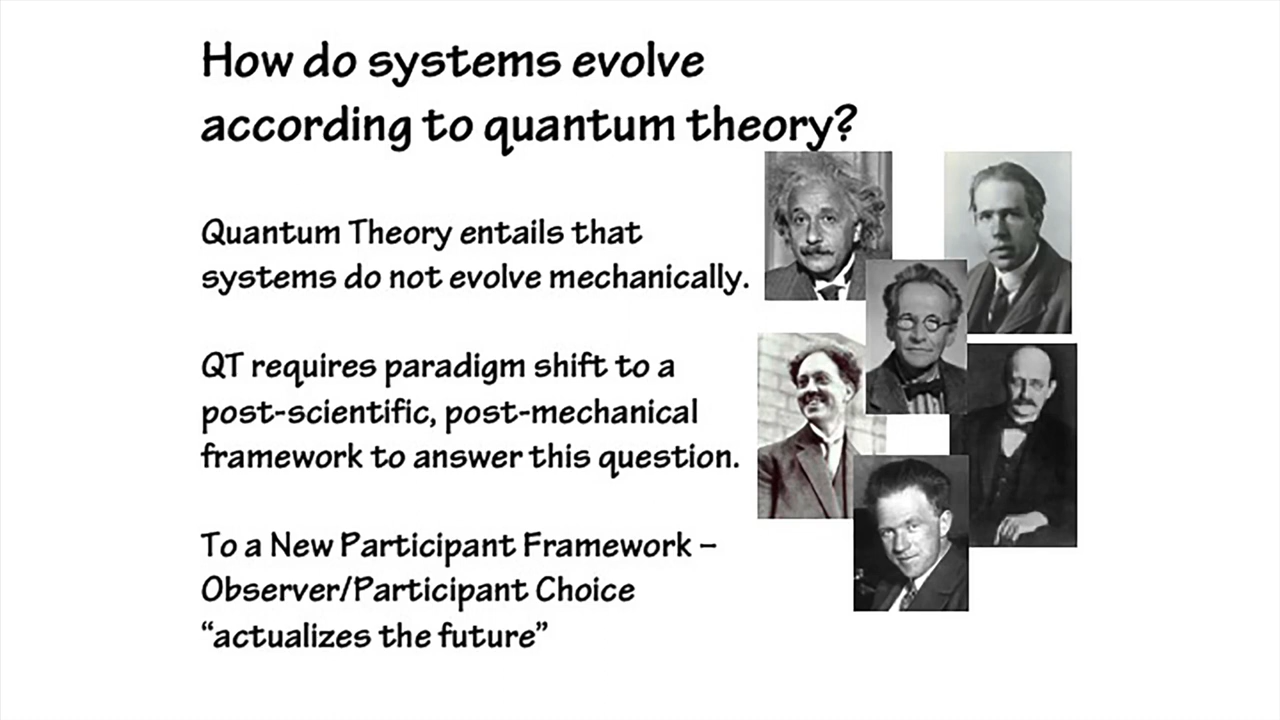 How do systems evolve
according to quantum theory?
Quantum Theory entails that
systems do not evolve mechanically.
QT requires paradigm shift to a
post-scientific, post-mechanical
framework to answer this question.
To a New Participant Framework –
Observer/Participant Choice
“actualizes the future”